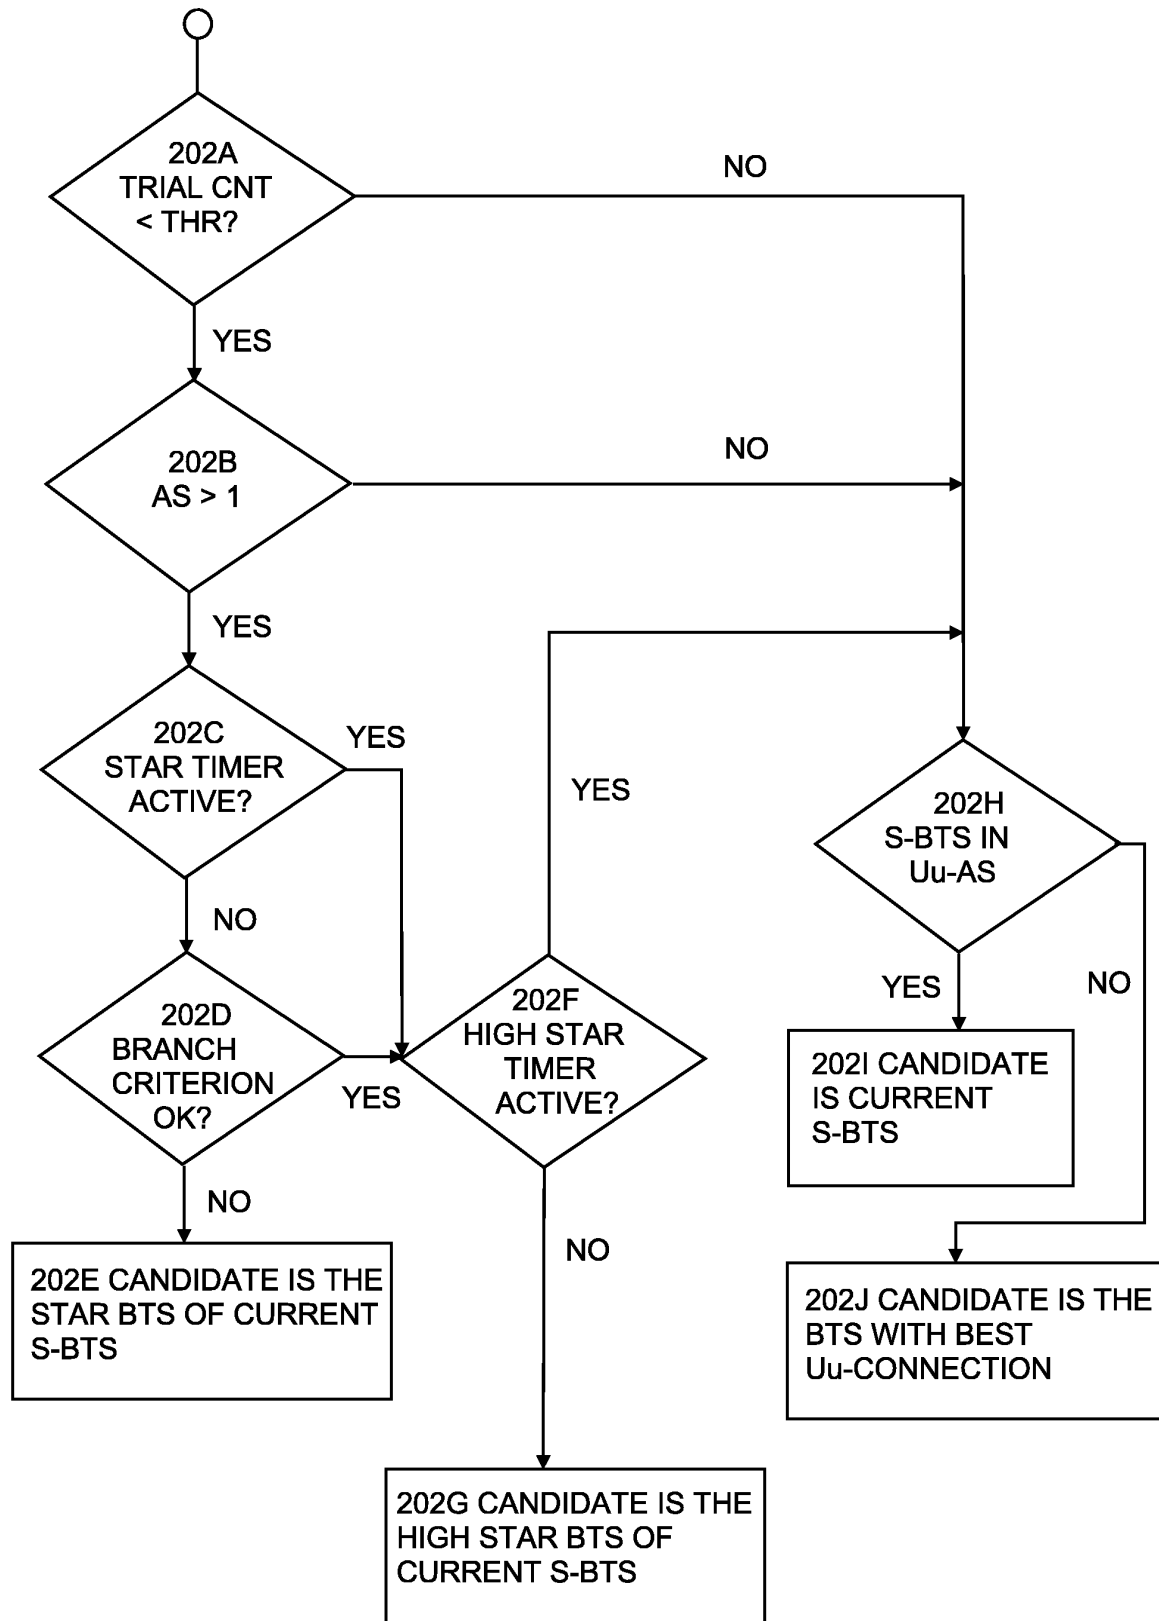 202A
TRIAL CNT
< THR?
NO
YES
202B
AS > 1
NO
YES
202C
STAR TIMER
ACTIVE?
YES
NO
202D
BRANCH
CRITERION
OK?
YES
NO
202E CANDIDATE IS THE
STAR BTS OF CURRENT
S-BTS
202F
HIGH STAR
TIMER
ACTIVE?
YES
NO
202G CANDIDATE IS THE
HIGH STAR BTS OF
CURRENT S-BTS
202H
S-BTS IN
Uu-AS
YES
NO
202I CANDIDATE
IS CURRENT
S-BTS
202J CANDIDATE IS THE
BTS WITH BEST
Uu-CONNECTION